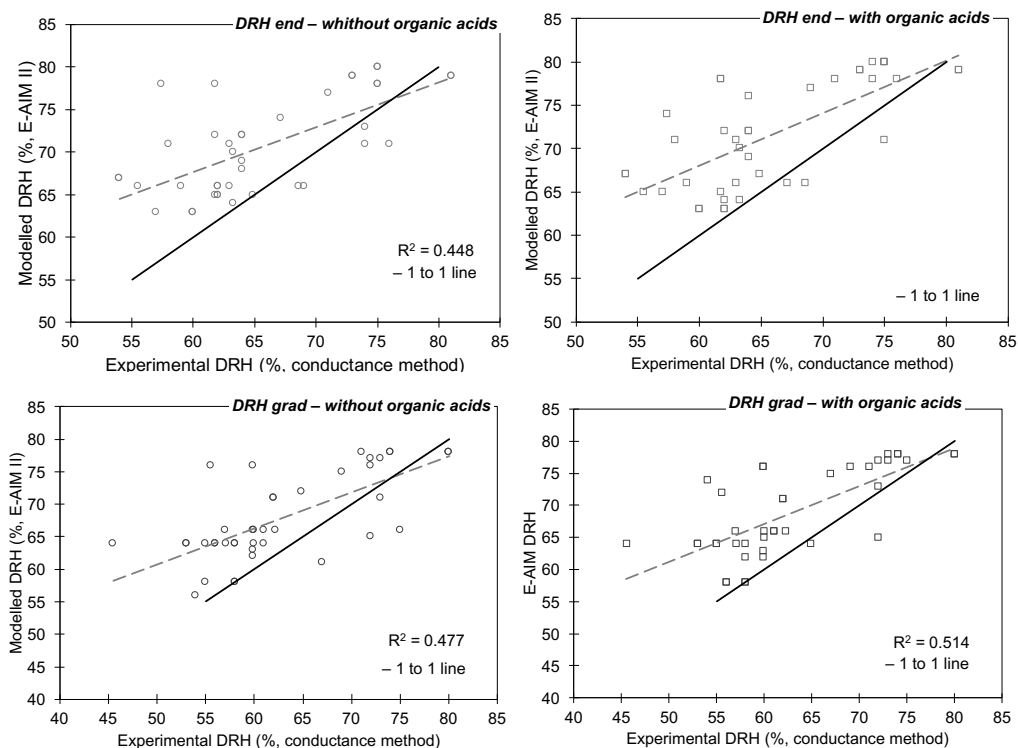 DRH end – whithout organic acids
85
80
75
70
65
60
55
50
Modelled DRH (%, E-AIM II)
R² = 0.448
– 1 to 1 line
50 55 60 65 70 75 80 85
Experimental DRH (%, conductance method)
DRH end – with organic acids
85
80
75
70
65
60
55
50
Modelled DRH (%, E-AIM II)
– 1 to 1 line
50 55 60 65 70 75 80 85
Experimental DRH (%, conductance method)
DRH grad – without organic acids
85
80
75
70
65
60
55
50
45
40
Modelled DRH (%, E-AIM II)
R² = 0.477
– 1 to 1 line
40 45 50 55 60 65 70 75 80 85
Experimental DRH (%, conductance method)
DRH grad – with organic acids
85
80
75
70
65
60
55
50
45
40
E-AIM DRH
R² = 0.514
– 1 to 1 line
40 45 50 55 60 65 70 75 80 85
Experimental DRH (%, conductance method)